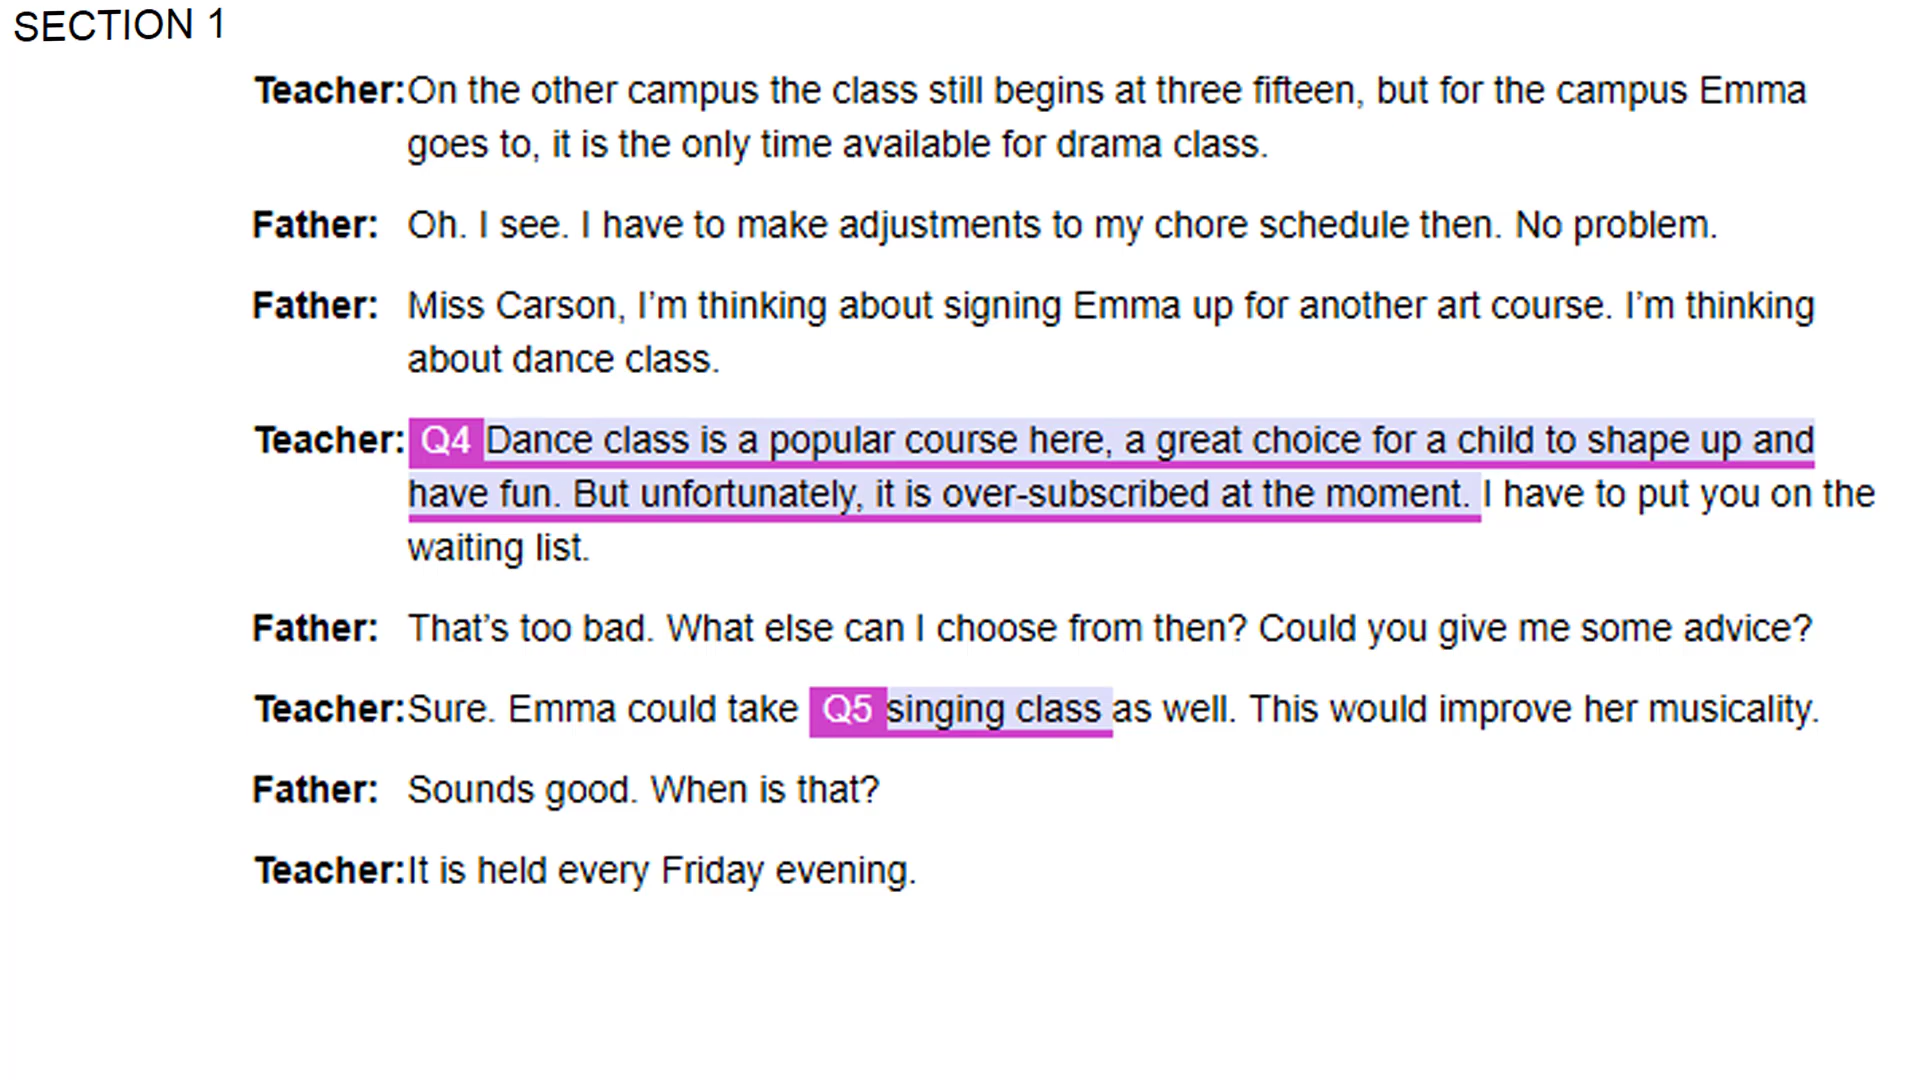 SECTION 1
Teacher:On the other campus the class still begins at three fifteen, but for the campus Emma
goes to, it is the only time available for drama class.
Father: Oh. I see. I have to make adjustments to my chore schedule then. No problem.
Father: Miss Carson, I’m thinking about signing Emma up for another art course. I’m thinking
about dance class.
Teacher: Q4 Dance class is a popular course here, a great choice for a child to shape up and
have fun. But unfortunately, it is over-subscribed at the moment. I have to put you on the
waiting list.
Father: That’s too bad. What else can I choose from then? Could you give me some advice?
Teacher:Sure. Emma could take Q5 singing class as well. This would improve her musicality.
Father: Sounds good. When is that?
Teacher:It is held every Friday evening.